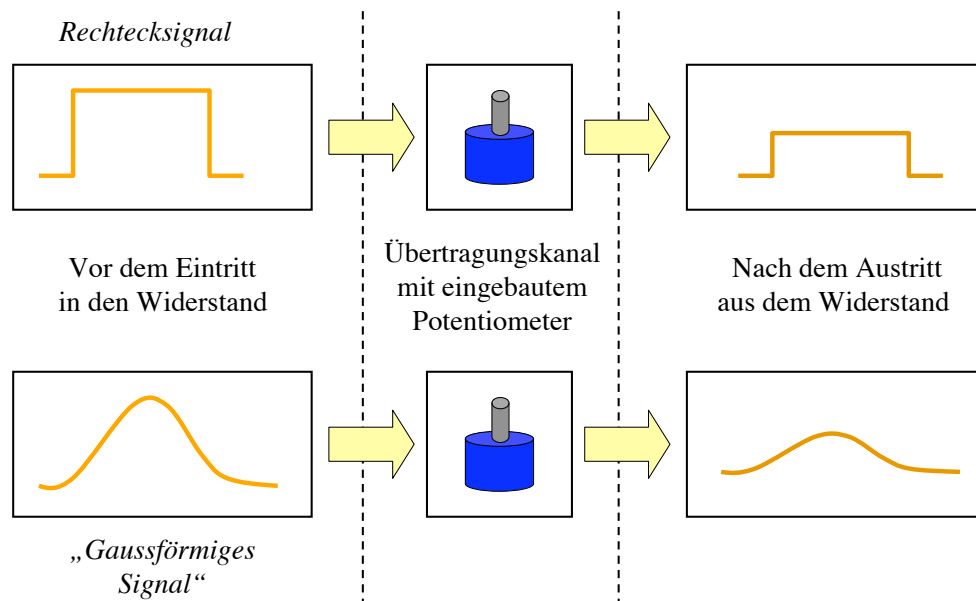 Rechtecksignal
Vor dem Eintritt
in den Widerstand
Übertragungskanal
mit eingebautem
Potentiometer
Nach dem Austritt
aus dem Widerstand
„Gaussförmiges
Signal“